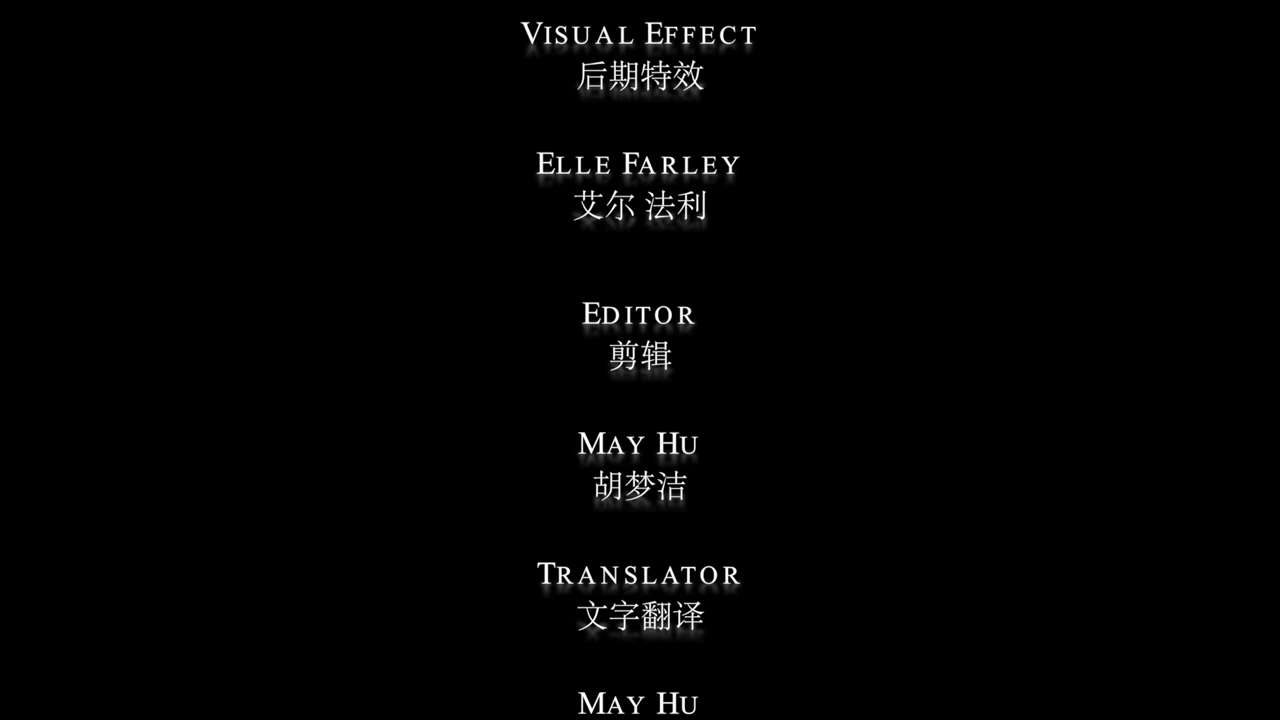 VISUAL EFFECT
后期特效
ELLE FARLEY
艾尔 法利
EDITOR
剪辑
MAY HU
胡梦洁
TRANSLATOR
文字翻译
MAY HU